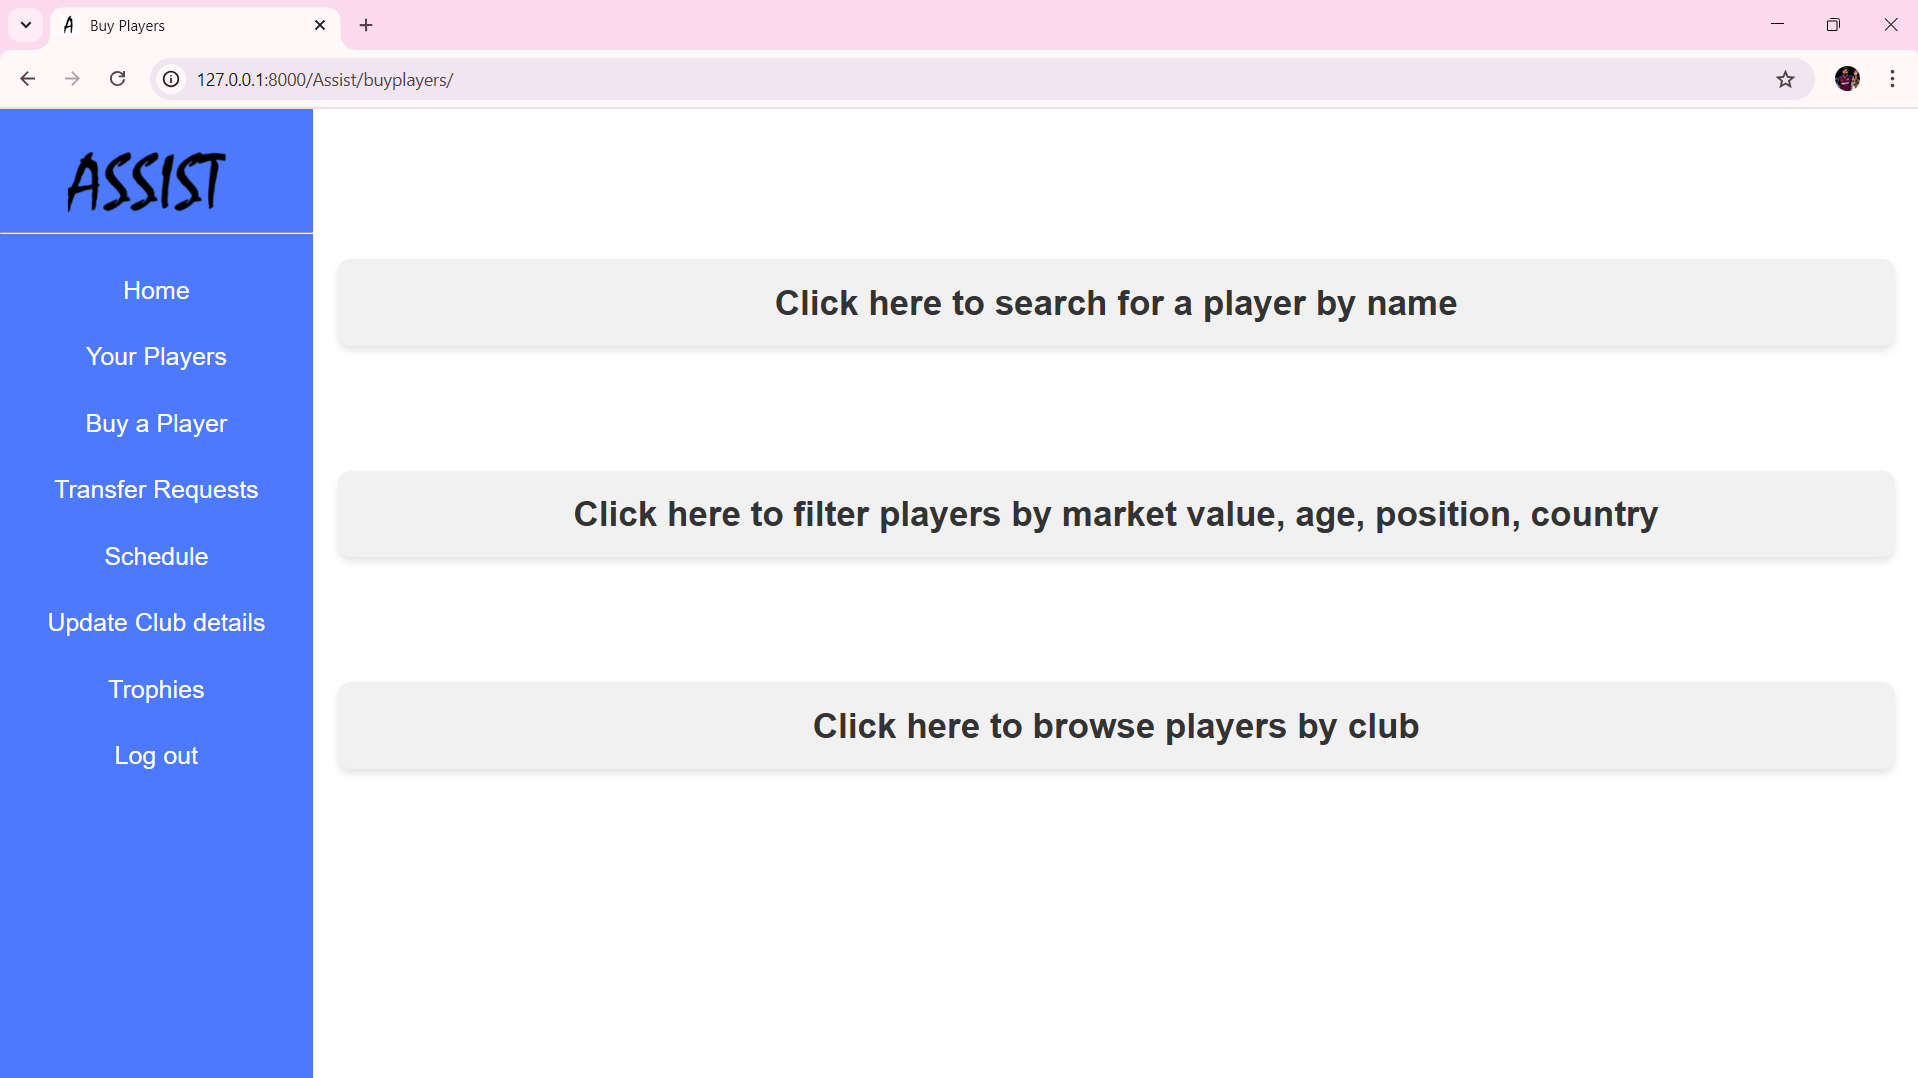 Buy Players
127.0.0.1:8000/Assist/buyplayers/
ASSIST
Home
Your Players
Buy a Player
Transfer Requests
Schedule
Update Club details
Trophies
Log out
Click here to search for a player by name
Click here to filter players by market value, age, position, country
Click here to browse players by club